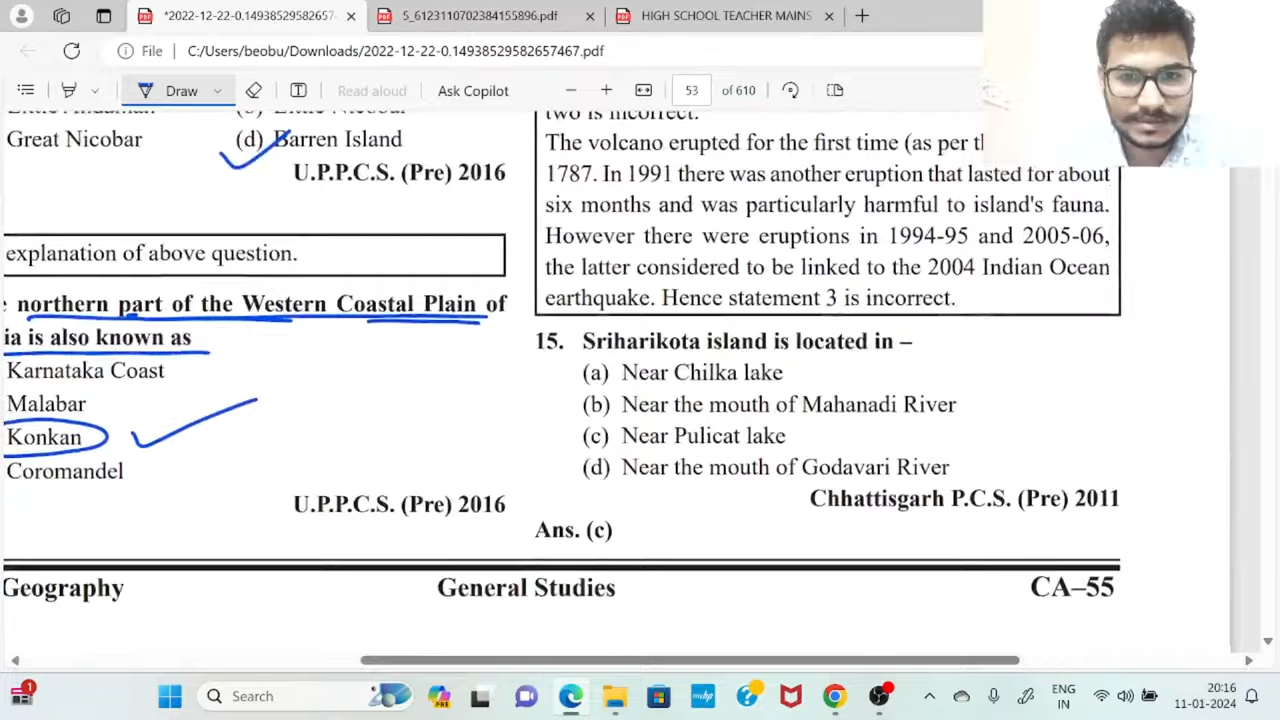 *2022-12-22-0.14938529582657-
5_6123110702384155896.pdf
HIGH SCHOOL TEACHER MAINS
File
C:/Users/beobu/Downloads/2022-12-22-0.14938529582657467.pdf
Draw
Read aloud
Ask Copilot
53
of 610
Great Nicobar
(d) Barren Island
U.P.P.C.S. (Pre) 2016
explanation of above question.
northern part of the Western Coastal Plain of
is also known as
Karnataka Coast
Malabar
Konkan
Coromandel
U.P.P.C.S. (Pre) 2016
two is incorrect.
The volcano erupted for the first time (as per
1787. In 1991 there was another eruption that lasted for about
six months and was particularly harmful to island's fauna.
However there were eruptions in 1994-95 and 2005-06,
the latter considered to be linked to the 2004 Indian Ocean
earthquake. Hence statement 3 is incorrect.
15. Sriharikota island is located in –
(a) Near Chilka lake
(b) Near the mouth of Mahanadi River
(c) Near Pulicat lake
(d) Near the mouth of Godavari River
Chhattisgarh P.C.S. (Pre) 2011
Ans. (c)
Geography
General Studies
CA–55
1
Search
PRE
ENG
IN
20:16
11-01-2024